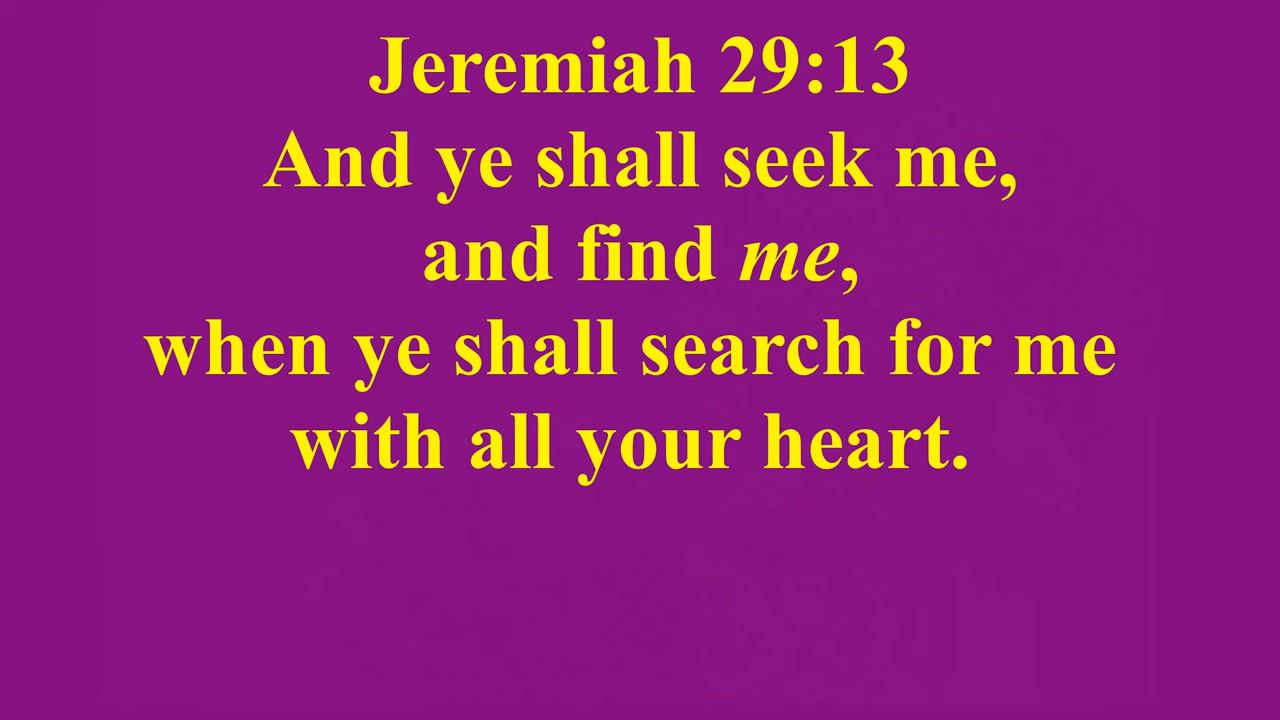 Jeremiah 29:13
And ye shall seek me,
and find me,
when ye shall search for me
with all your heart.